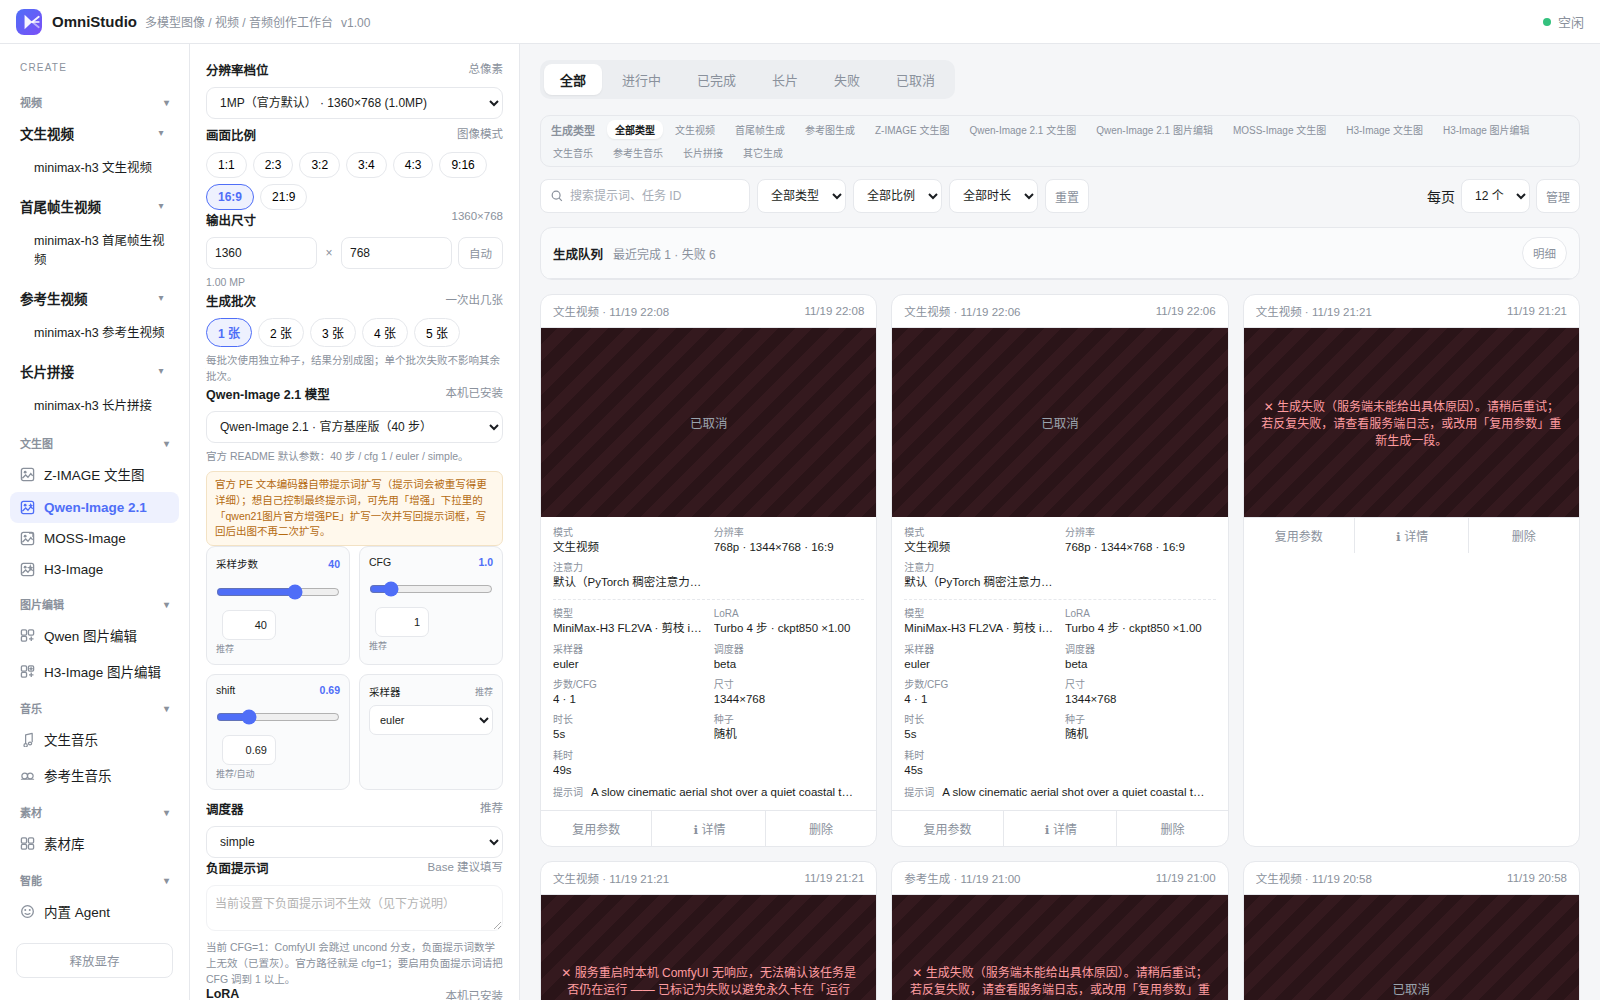 OmniStudio 多模型图像 / 视频 / 音频创作工作台 v1.00
空闲
CREATE
视频
文生视频
minimax-h3 文生视频
首尾帧生视频
minimax-h3 首尾帧生视
频
参考生视频
minimax-h3 参考生视频
长片拼接
minimax-h3 长片拼接
文生图
Z-IMAGE 文生图
Qwen-Image 2.1
MOSS-Image
H3-Image
图片编辑
Qwen 图片编辑
H3-Image 图片编辑
音乐
文生音乐
参考生音乐
素材
素材库
智能
内置 Agent
释放显存
分辨率档位 总像素
1MP（官方默认） · 1360×768 (1.0MP)
画面比例 图像模式
1:1 2:3 3:2 3:4 4:3 9:16
16:9 21:9
输出尺寸 1360×768
1360 × 768 自动
1.00 MP
生成批次 一次出几张
1 张 2 张 3 张 4 张 5 张
每批次使用独立种子，结果分别成图；单个批次失败不影响其余
批次。
Qwen-Image 2.1 模型 本机已安装
Qwen-Image 2.1 · 官方基座版（40 步）
官方 README 默认参数：40 步 / cfg 1 / euler / simple。
官方 PE 文本编码器自带提示词扩写（提示词会被重写得更
详细）；想自己控制最终提示词，可先用「增强」下拉里的
「qwen21图片官方增强PE」扩写一次并写回提示词框，写
回后出图不再二次扩写。
采样步数 40
40
推荐
CFG 1.0
1
推荐
shift 0.69
0.69
推荐/自动
采样器 推荐
euler
调度器 推荐
simple
负面提示词 Base 建议填写
当前设置下负面提示词不生效（见下方说明）
当前 CFG=1：ComfyUI 会跳过 uncond 分支，负面提示词数学
上无效（已置灰）。官方路径就是 cfg=1；要启用负面提示词请把
CFG 调到 1 以上。
LoRA 本机已安装
全部 进行中 已完成 长片 失败 已取消
生成类型 全部类型 文生视频 首尾帧生成 参考图生成 Z-IMAGE 文生图 Qwen-Image 2.1 文生图 Qwen-Image 2.1 图片编辑 MOSS-Image 文生图 H3-Image 文生图 H3-Image 图片编辑
文生音乐 参考生音乐 长片拼接 其它生成
搜索提示词、任务 ID 全部类型 全部比例 全部时长 重置 每页 12 个 管理
生成队列 最近完成 1 · 失败 6 明细
文生视频 · 11/19 22:08 11/19 22:08
已取消
模式 分辨率
文生视频 768p · 1344×768 · 16:9
注意力
默认（PyTorch 稠密注意力…
模型 LoRA
MiniMax-H3 FL2VA · 剪枝 i… Turbo 4 步 · ckpt850 ×1.00
采样器 调度器
euler beta
步数/CFG 尺寸
4 · 1 1344×768
时长 种子
5s 随机
耗时
49s
提示词 A slow cinematic aerial shot over a quiet coastal t…
复用参数 ℹ 详情 删除
文生视频 · 11/19 22:06 11/19 22:06
已取消
模式 分辨率
文生视频 768p · 1344×768 · 16:9
注意力
默认（PyTorch 稠密注意力…
模型 LoRA
MiniMax-H3 FL2VA · 剪枝 i… Turbo 4 步 · ckpt850 ×1.00
采样器 调度器
euler beta
步数/CFG 尺寸
4 · 1 1344×768
时长 种子
5s 随机
耗时
45s
提示词 A slow cinematic aerial shot over a quiet coastal t…
复用参数 ℹ 详情 删除
文生视频 · 11/19 21:21 11/19 21:21
✕ 生成失败（服务端未能给出具体原因）。请稍后重试；
若反复失败，请查看服务端日志，或改用「复用参数」重
新生成一段。
复用参数 ℹ 详情 删除
文生视频 · 11/19 21:21 11/19 21:21
✕ 服务重启时本机 ComfyUI 无响应，无法确认该任务是
否仍在运行 —— 已标记为失败以避免永久卡在「运行
参考生成 · 11/19 21:00 11/19 21:00
✕ 生成失败（服务端未能给出具体原因）。请稍后重试；
若反复失败，请查看服务端日志，或改用「复用参数」重
文生视频 · 11/19 20:58 11/19 20:58
已取消